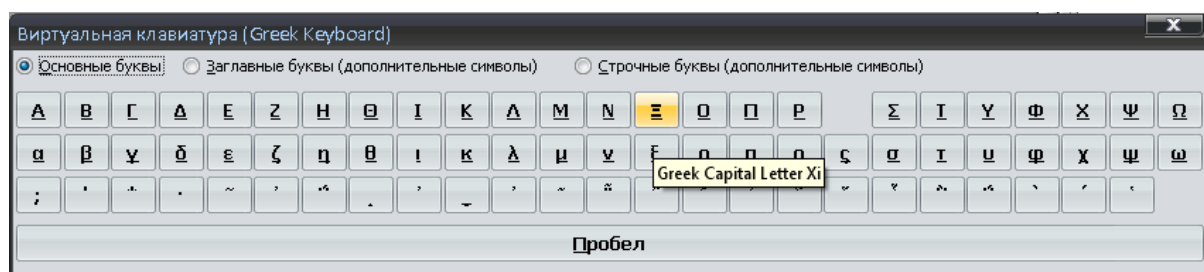 Виртуальная клавиатура (Greek Keyboard)
Основные буквы Заглавные буквы (дополнительные символы) Строчные буквы (дополнительные символы)
Α Β Γ Δ Ε Ζ Η Θ Ι Κ Λ Μ Ν Ξ Ο Π Ρ Σ Τ Υ Φ Χ Ψ Ω
α β γ δ ε ζ η θ ι κ λ μ ν ς σ τ υ φ χ ψ ω
Greek Capital Letter Xi
;
Пробел